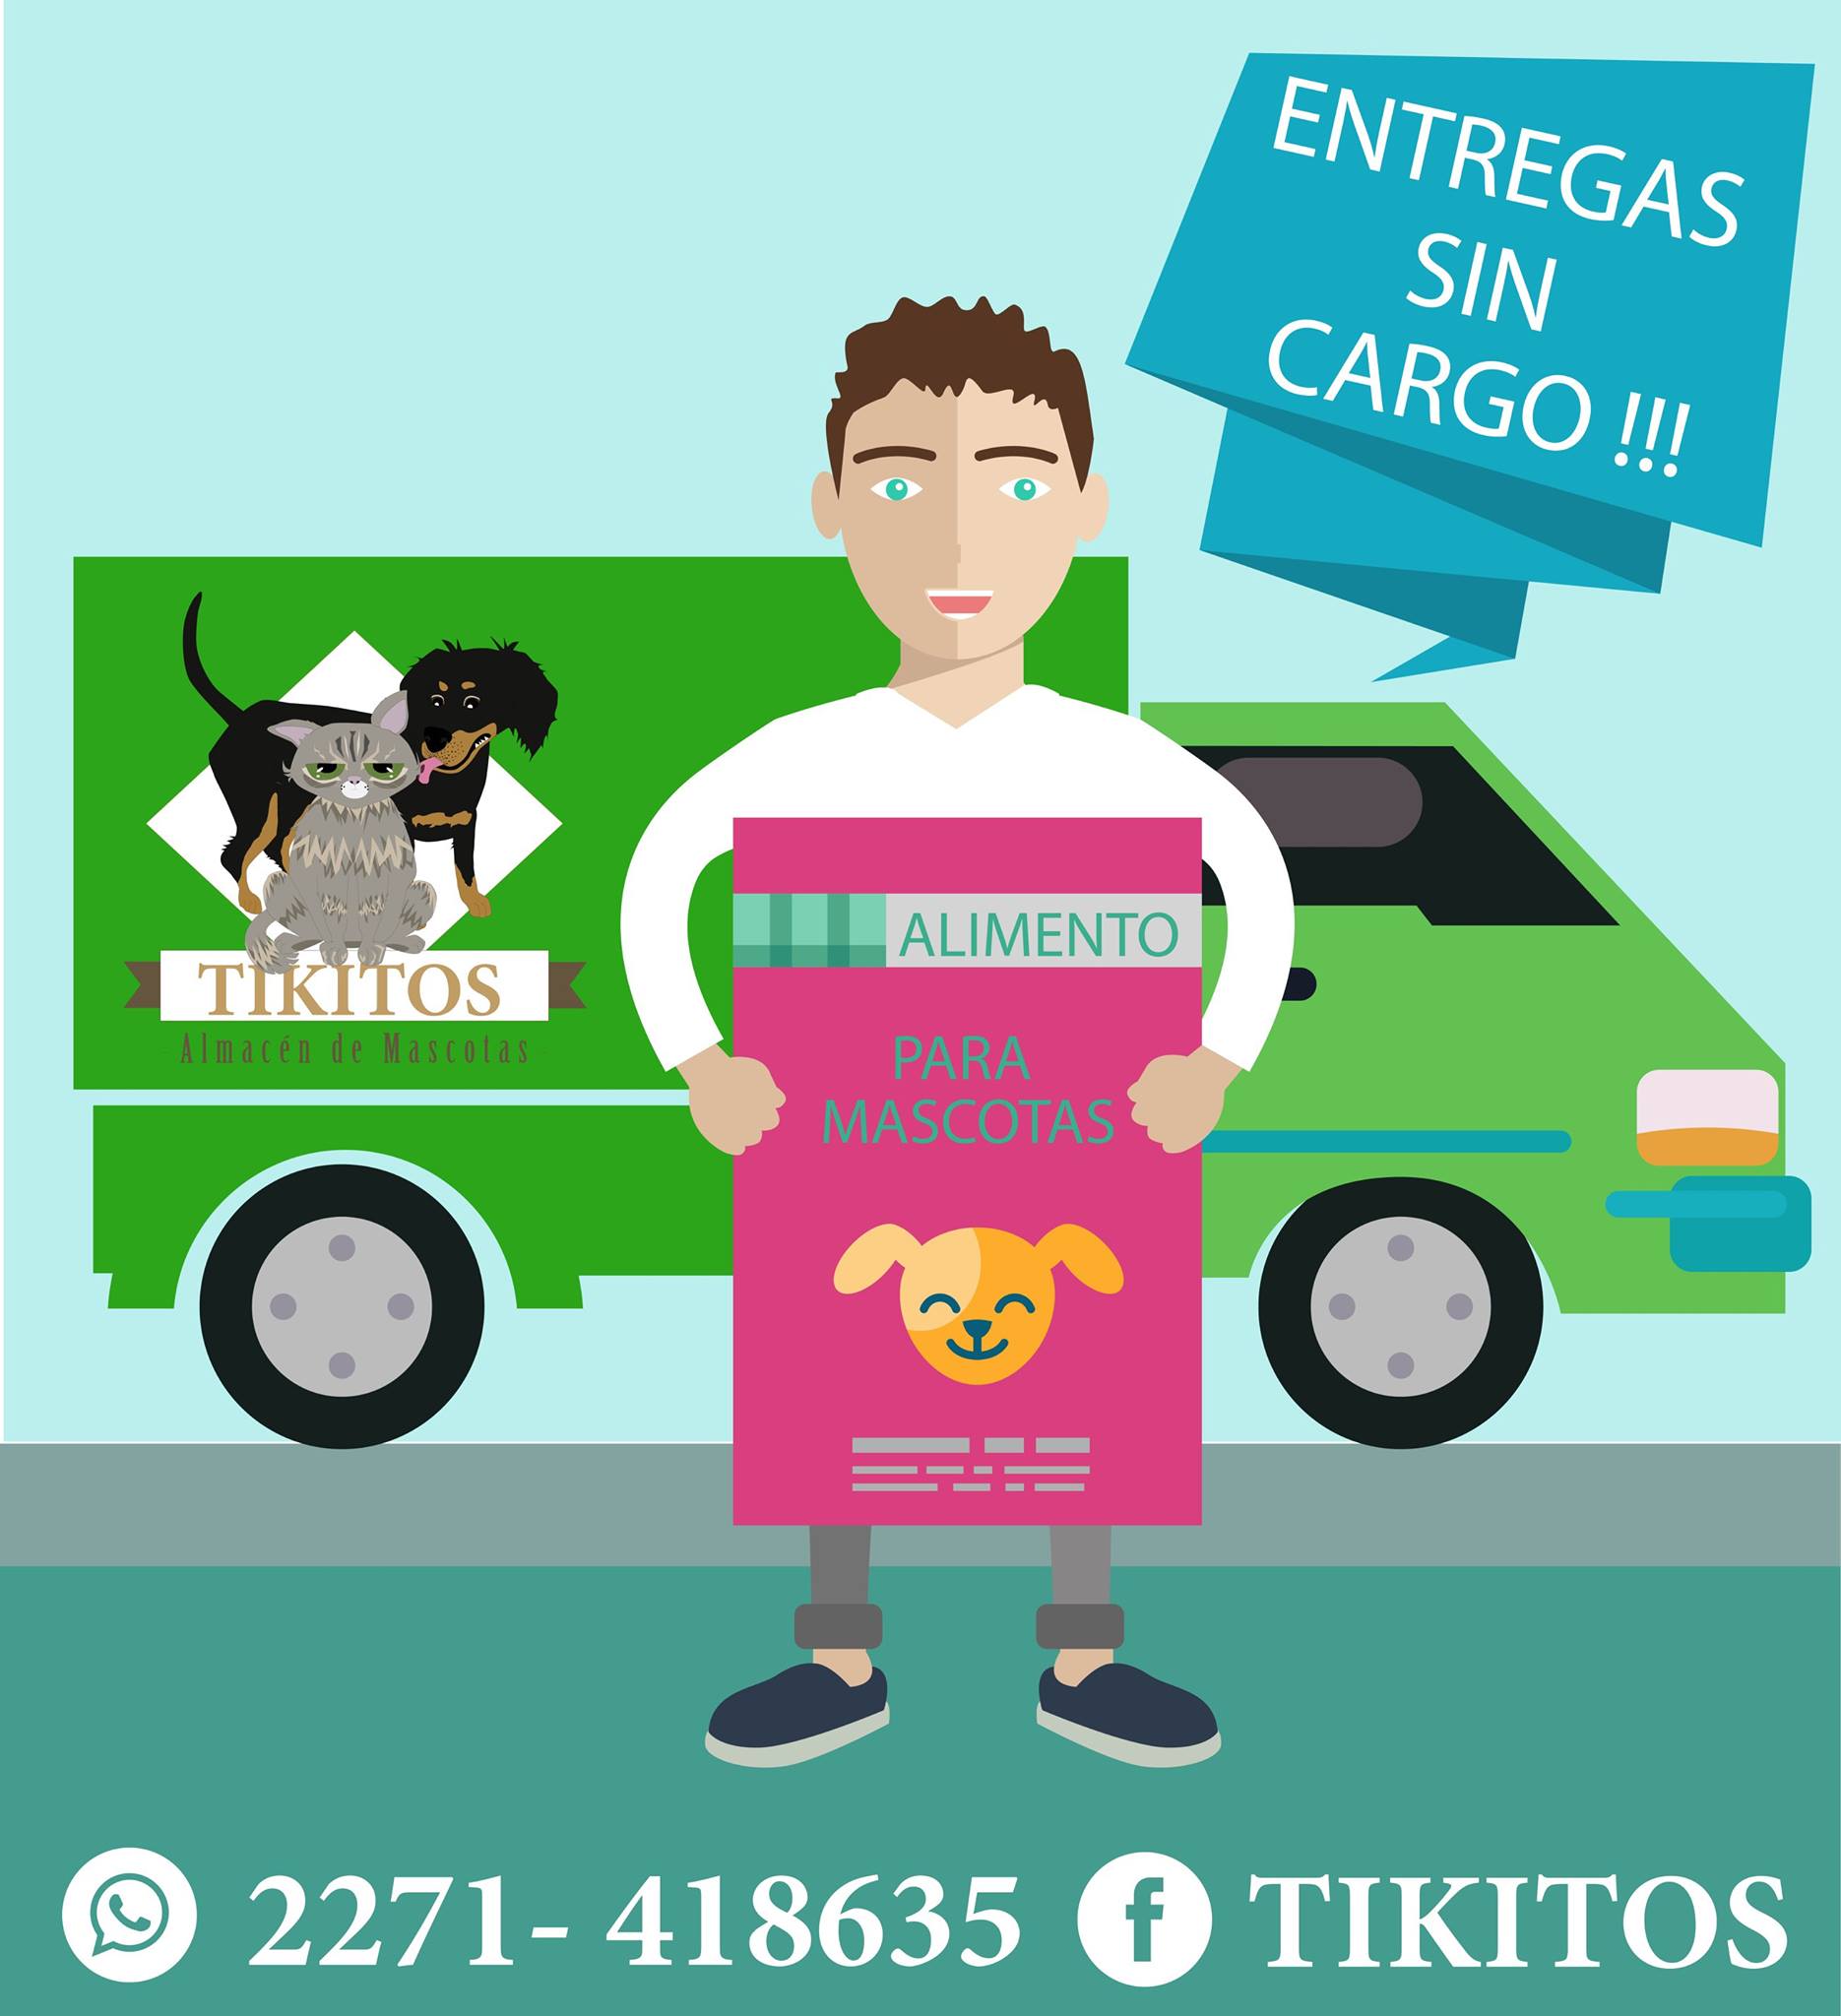 ENTREGAS
SIN
CARGO !!!
TIKITOS
Almacén de Mascotas
ALIMENTO
PARA
MASCOTAS
2271-418635
TIKITOS